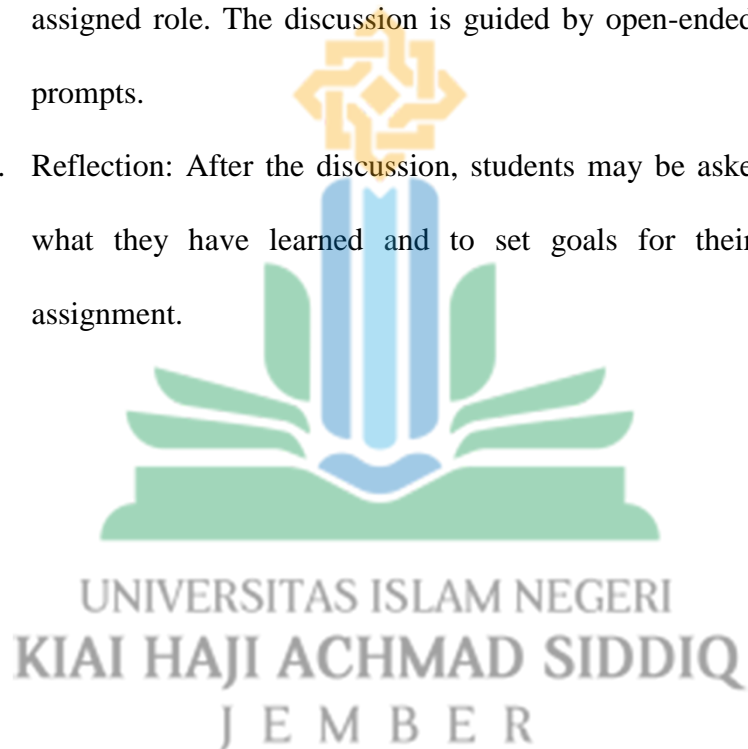 assigned role. The discussion is guided by open-ended
prompts.
. Reflection: After the discussion, students may be aske
what they have learned and to set goals for their
assignment.
UNIVERSITAS ISLAM NEGERI
KIAI HAJI ACHMAD SIDDIQ
J E M B E R